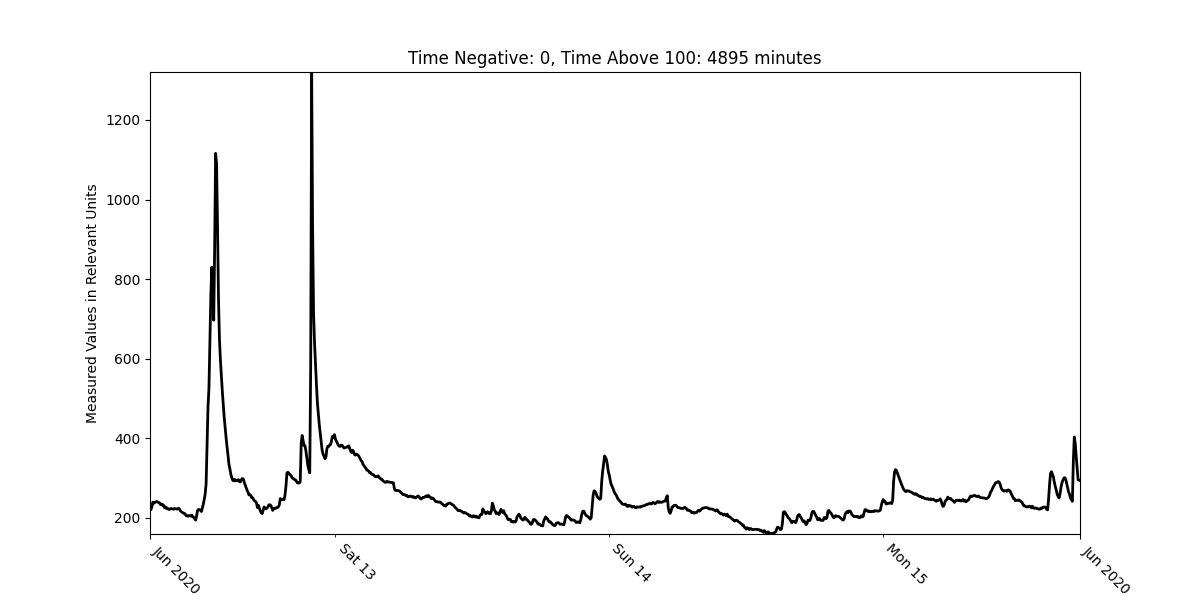 Time Negative: 0, Time Above 100: 4895 minutes
Measured Values in Relevant Units
1200
1000
800
600
400
200
Jun 2020
Sat 13
Sun 14
Mon 15
Jun 2020